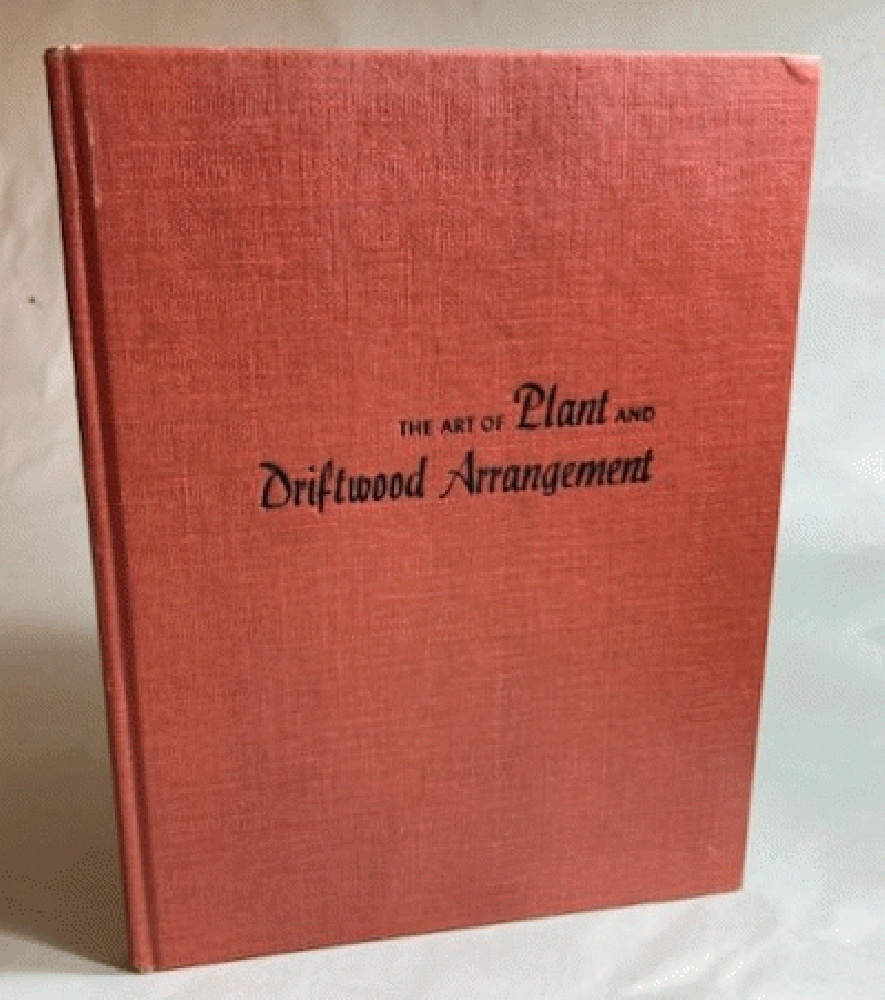 THE ART OF Plant AND
Driftwood Arrangement